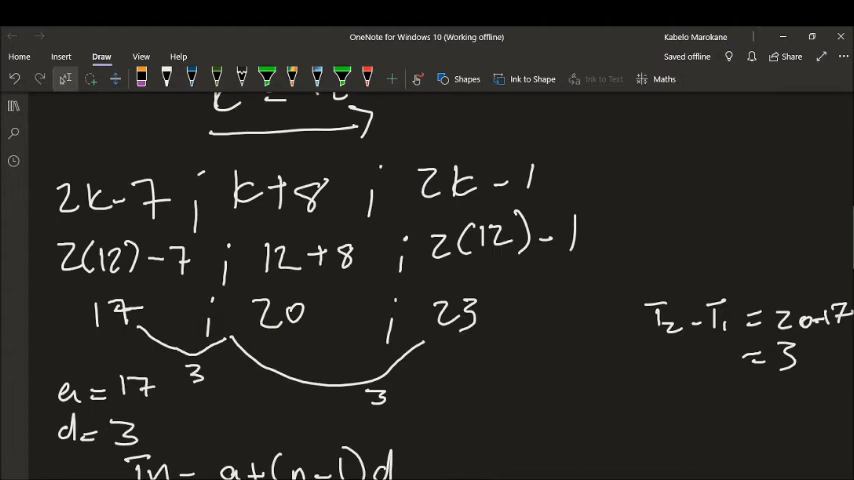 OneNote for Windows 10 (Working offline)
Kabelo Marokane
Home Insert Draw View Help
Saved offline
Share
Shapes
Ink to Shape
Ink to Text
Maths
2k-7 ; k+8 ; 2k-1
2(12)-7 ; 12+8 ; 2(12)-1
17 ; 20 ; 23
T2-T1 = 20-17
= 3
3
3
a = 17
d = 3
Tn = a+(n-1)d